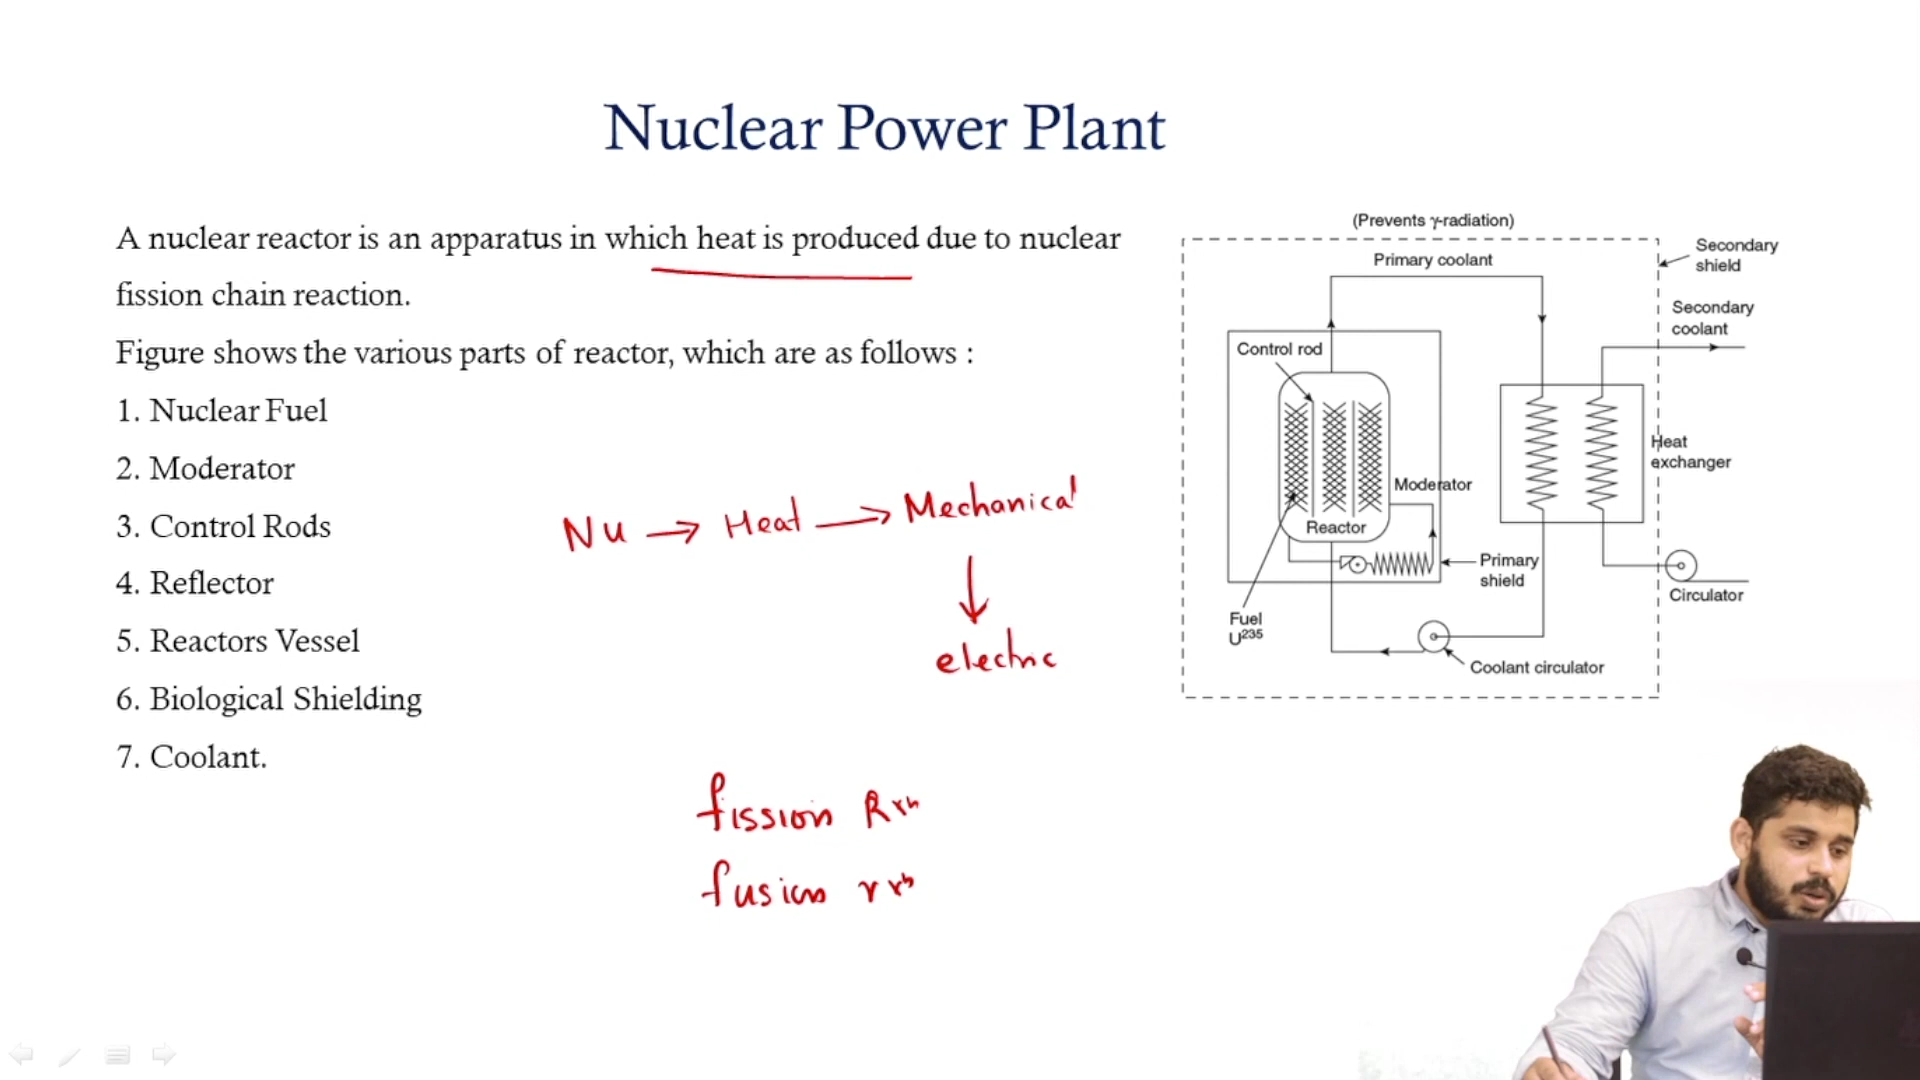 Nuclear Power Plant
A nuclear reactor is an apparatus in which heat is produced due to nuclear
fission chain reaction.
Figure shows the various parts of reactor, which are as follows :
1. Nuclear Fuel
2. Moderator
3. Control Rods
4. Reflector
5. Reactors Vessel
6. Biological Shielding
7. Coolant.
Nu → Heat → Mechanical
↓
electric
fission Rxn
fusion rxn
(Prevents γ-radiation)
Secondary
shield
Primary coolant
Secondary
coolant
Control rod
Heat
exchanger
Moderator
Reactor
Primary
shield
Circulator
Fuel
U235
Coolant circulator